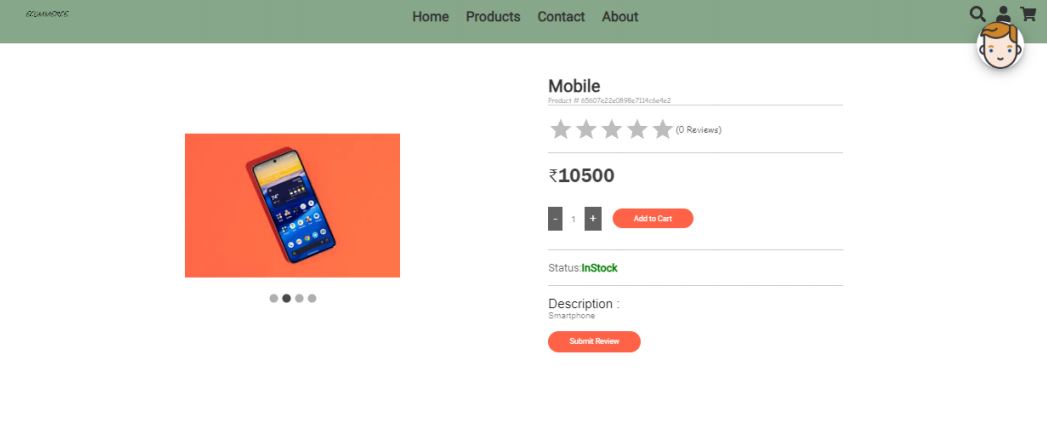 ECOMMERCE
Home Products Contact About
Mobile
Product # 65607e22e0898e7114c6e4e2
(0 Reviews)
₹10500
- 1 + Add to Cart
Status:InStock
Description :
Smartphone
Submit Review